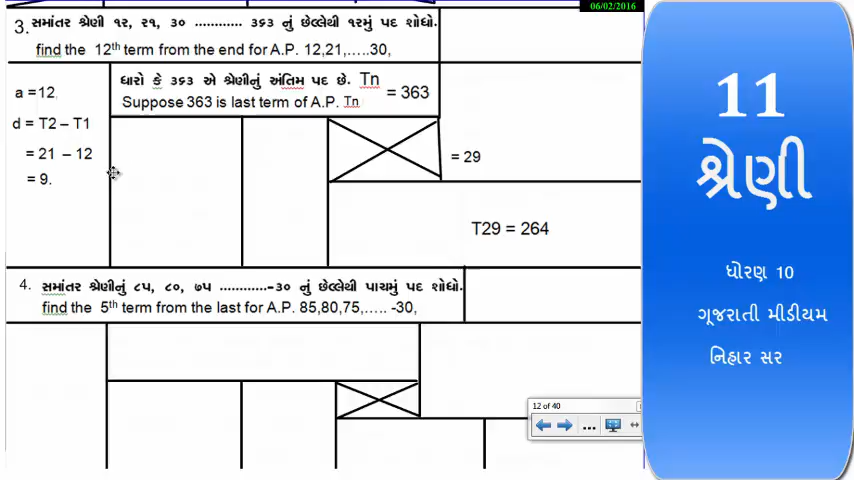 06/02/2016
3. સમાંતર શ્રેણી ૧૨, ૨૧, ૩૦ ............ ૩૬૩ નું છેલ્લેથી ૧૨મું પદ શોધો.
find the 12th term from the end for A.P. 12,21,.....30,
a =12,
d = T2 – T1
= 21 – 12
= 9.
ધારો કે ૩૬૩ એ શ્રેણીનું અંતિમ પદ છે. Tn = 363
Suppose 363 is last term of A.P. Tn
= 29
T29 = 264
4. સમાંતર શ્રેણીનું ૮૫, ૮૦, ૭૫ ............-૩૦ નું છેલ્લેથી પાચમું પદ શોધો.
find the 5th term from the last for A.P. 85,80,75,..... -30,
12 of 40
...
11
શ્રેણી
ધોરણ 10
ગુજરાતી મીડીયમ
નિહાર સર